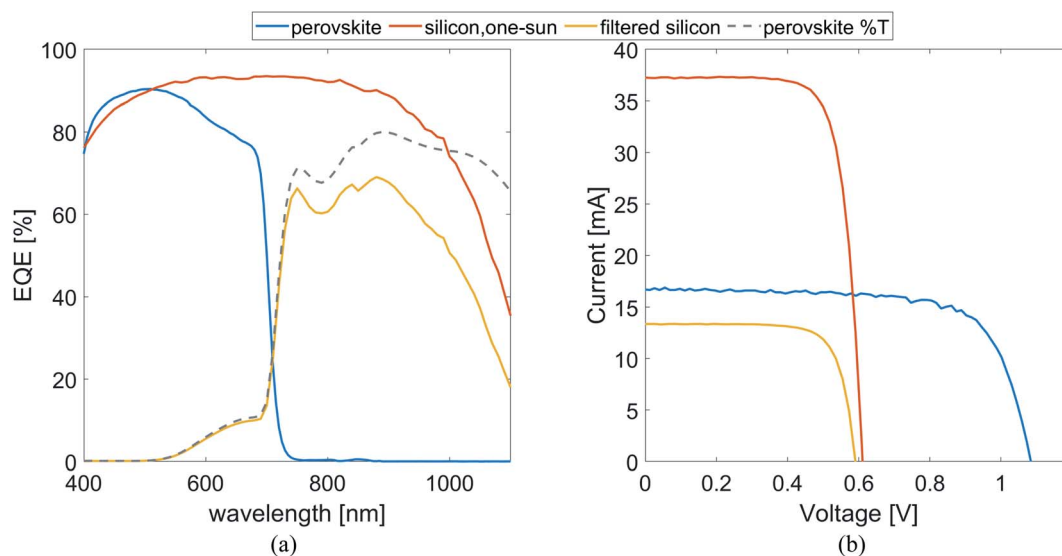 perovskite silicon,one-sun filtered silicon perovskite %T
100
90
80
60
40
20
0
400 600 800 1000
EQE [%]
wavelength [nm]
(a)
40
35
30
25
20
15
10
5
0
0 0.2 0.4 0.6 0.8 1
Current [mA]
Voltage [V]
(b)